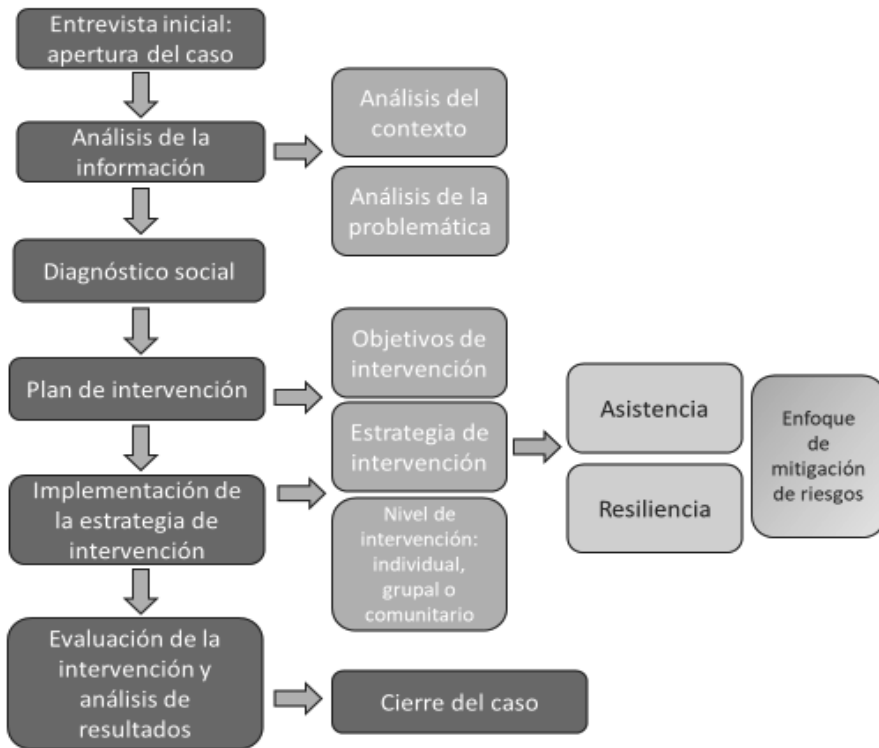 Entrevista inicial:
apertura del caso
Análisis de la
información
Análisis del
contexto
Análisis de la
problemática
Diagnóstico social
Plan de intervención
Objetivos de
intervención
Estrategia de
intervención
Nivel de
intervención:
individual,
grupal o
comunitario
Asistencia
Resiliencia
Enfoque
de
mitigación
de riesgos
Implementación de
la estrategia de
intervención
Evaluación de la
intervención y
análisis de
resultados
Cierre del caso